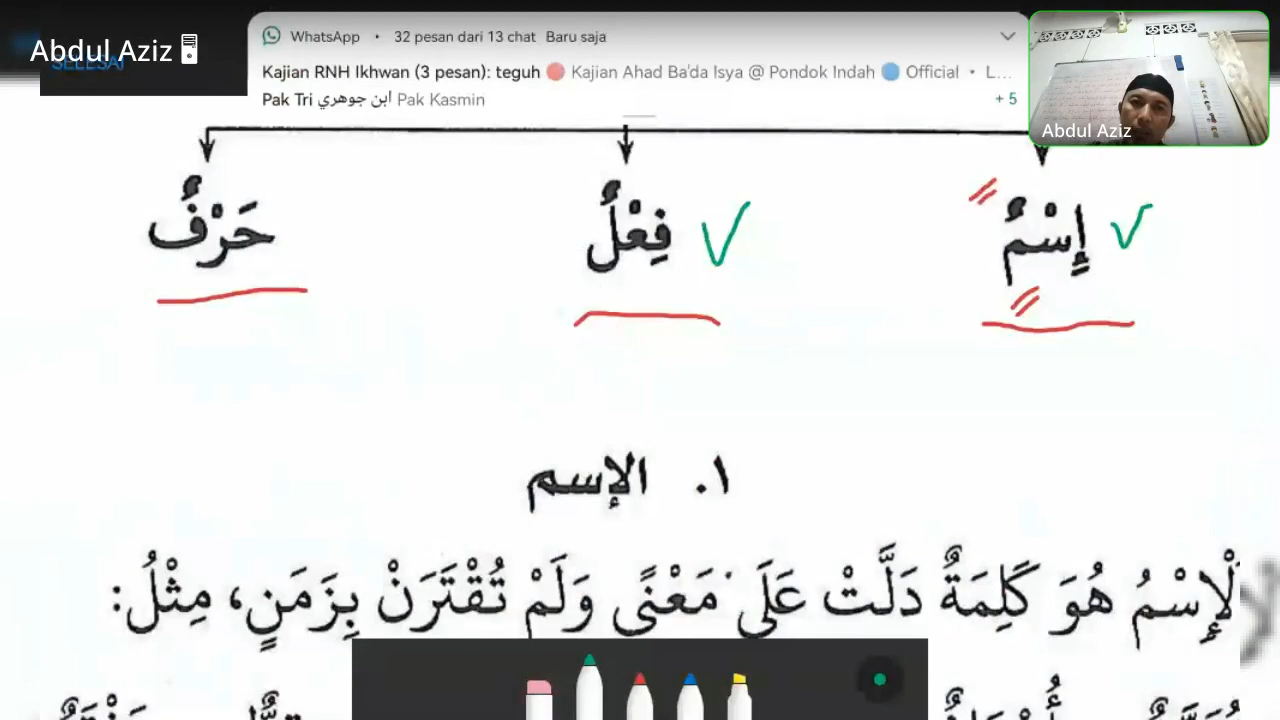 Abdul Aziz
SELESAI
WhatsApp • 32 pesan dari 13 chat Baru saja
Kajian RNH Ikhwan (3 pesan): teguh 🔴 Kajian Ahad Ba'da Isya @ Pondok Indah 🔵 Official • L...
Pak Tri ابن جوهري Pak Kasmin
+ 5
Abdul Aziz
إِسْمٌ فِعْلٌ حَرْفٌ
١. الإسم
لْإِسْمُ هُوَ كَلِمَةٌ دَلَّتْ عَلَى مَعْنًى وَلَمْ تُقْتَرَنْ بِزَمَنٍ، مِثْلُ: